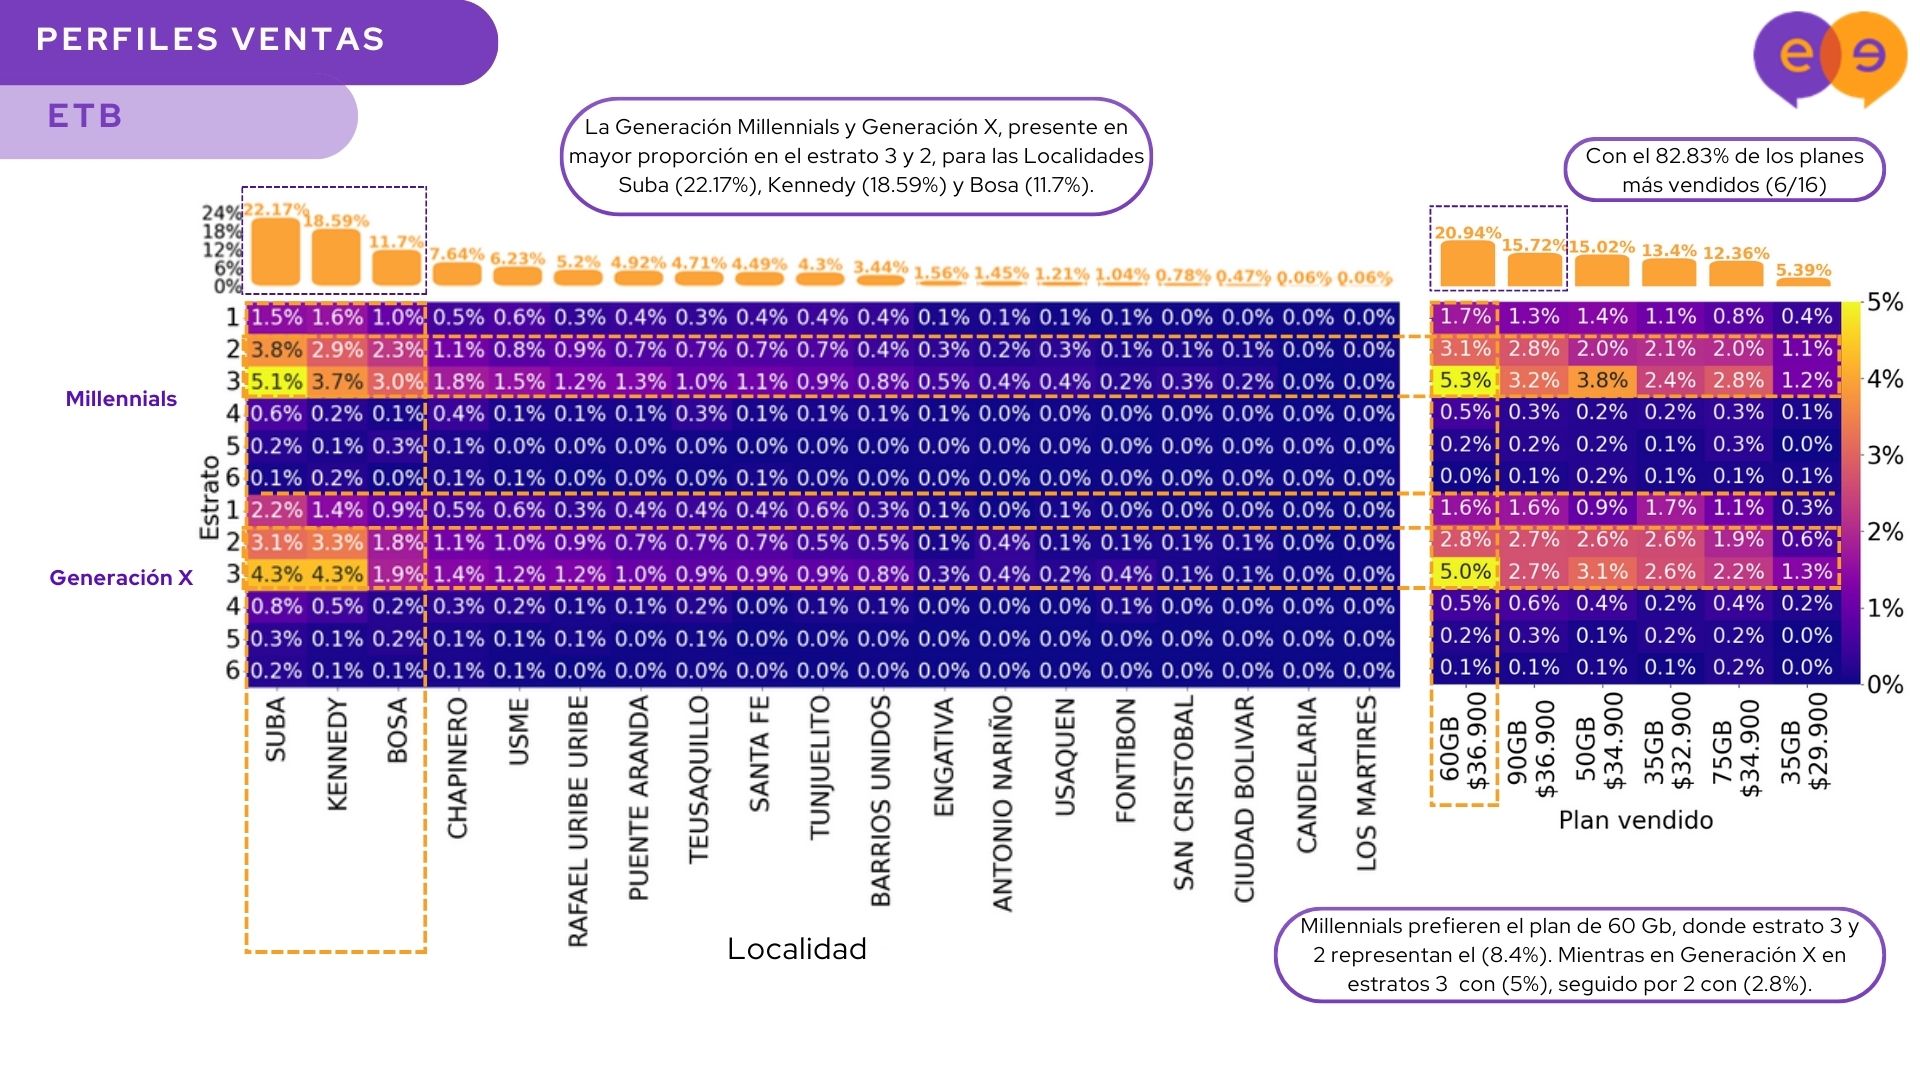 PERFILES VENTAS
ETB
e e
La Generación Millennials y Generación X, presente en
mayor proporción en el estrato 3 y 2, para las Localidades
Suba (22.17%), Kennedy (18.59%) y Bosa (11.7%).
Con el 82.83% de los planes
más vendidos (6/16)
24%
18%
12%
6%
0%
22.17% 18.59% 11.7% 7.64% 6.23% 5.2% 4.92% 4.71% 4.49% 4.3% 3.44% 1.56% 1.45% 1.21% 1.04% 0.78% 0.47% 0.06% 0.06%
20.94% 15.72% 15.02% 13.4% 12.36% 5.39%
Millennials
Generación X
Estrato
1 1.5% 1.6% 1.0% 0.5% 0.6% 0.3% 0.4% 0.3% 0.4% 0.4% 0.4% 0.1% 0.1% 0.1% 0.1% 0.0% 0.0% 0.0% 0.0%
2 3.8% 2.9% 2.3% 1.1% 0.8% 0.9% 0.7% 0.7% 0.7% 0.7% 0.4% 0.3% 0.2% 0.3% 0.1% 0.1% 0.1% 0.0% 0.0%
3 5.1% 3.7% 3.0% 1.8% 1.5% 1.2% 1.3% 1.0% 1.1% 0.9% 0.8% 0.5% 0.4% 0.4% 0.2% 0.3% 0.2% 0.0% 0.0%
4 0.6% 0.2% 0.1% 0.4% 0.1% 0.1% 0.1% 0.3% 0.1% 0.1% 0.1% 0.1% 0.0% 0.0% 0.0% 0.0% 0.0% 0.0% 0.0%
5 0.2% 0.1% 0.3% 0.1% 0.0% 0.0% 0.0% 0.0% 0.0% 0.0% 0.0% 0.0% 0.0% 0.0% 0.0% 0.0% 0.0% 0.0% 0.0%
6 0.1% 0.2% 0.0% 0.1% 0.1% 0.0% 0.0% 0.0% 0.1% 0.0% 0.0% 0.0% 0.0% 0.0% 0.0% 0.0% 0.0% 0.0% 0.0%
1 2.2% 1.4% 0.9% 0.5% 0.6% 0.3% 0.4% 0.4% 0.4% 0.6% 0.3% 0.1% 0.0% 0.1% 0.0% 0.0% 0.0% 0.0% 0.0%
2 3.1% 3.3% 1.8% 1.1% 1.0% 0.9% 0.7% 0.7% 0.7% 0.5% 0.5% 0.1% 0.4% 0.1% 0.1% 0.1% 0.1% 0.0% 0.0%
3 4.3% 4.3% 1.9% 1.4% 1.2% 1.2% 1.0% 0.9% 0.9% 0.9% 0.8% 0.3% 0.4% 0.2% 0.4% 0.1% 0.1% 0.0% 0.0%
4 0.8% 0.5% 0.2% 0.3% 0.2% 0.1% 0.1% 0.2% 0.0% 0.1% 0.1% 0.0% 0.0% 0.0% 0.1% 0.0% 0.0% 0.0% 0.0%
5 0.3% 0.1% 0.2% 0.1% 0.1% 0.1% 0.0% 0.1% 0.0% 0.0% 0.0% 0.0% 0.0% 0.0% 0.0% 0.0% 0.0% 0.0% 0.0%
6 0.2% 0.1% 0.1% 0.1% 0.1% 0.0% 0.0% 0.0% 0.0% 0.0% 0.0% 0.0% 0.0% 0.0% 0.0% 0.0% 0.0% 0.0% 0.0%
SUBA
KENNEDY
BOSA
CHAPINERO
USME
RAFAEL URIBE URIBE
PUENTE ARANDA
TEUSAQUILLO
SANTA FE
TUNJUELITO
BARRIOS UNIDOS
ENGATIVA
ANTONIO NARIÑO
USAQUEN
FONTIBON
SAN CRISTOBAL
CIUDAD BOLIVAR
CANDELARIA
LOS MARTIRES
Localidad
1.7% 1.3% 1.4% 1.1% 0.8% 0.4%
3.1% 2.8% 2.0% 2.1% 2.0% 1.1%
5.3% 3.2% 3.8% 2.4% 2.8% 1.2%
0.5% 0.3% 0.2% 0.2% 0.3% 0.1%
0.2% 0.2% 0.2% 0.1% 0.3% 0.0%
0.0% 0.1% 0.2% 0.1% 0.1% 0.1%
1.6% 1.6% 0.9% 1.7% 1.1% 0.3%
2.8% 2.7% 2.6% 2.6% 1.9% 0.6%
5.0% 2.7% 3.1% 2.6% 2.2% 1.3%
0.5% 0.6% 0.4% 0.2% 0.4% 0.2%
0.2% 0.3% 0.1% 0.2% 0.2% 0.0%
0.1% 0.1% 0.1% 0.1% 0.2% 0.0%
60GB
$36.900
90GB
$36.900
50GB
$34.900
35GB
$32.900
75GB
$34.900
35GB
$29.900
Plan vendido
5%
4%
3%
2%
1%
0%
Millennials prefieren el plan de 60 Gb, donde estrato 3 y
2 representan el (8.4%). Mientras en Generación X en
estratos 3 con (5%), seguido por 2 con (2.8%).